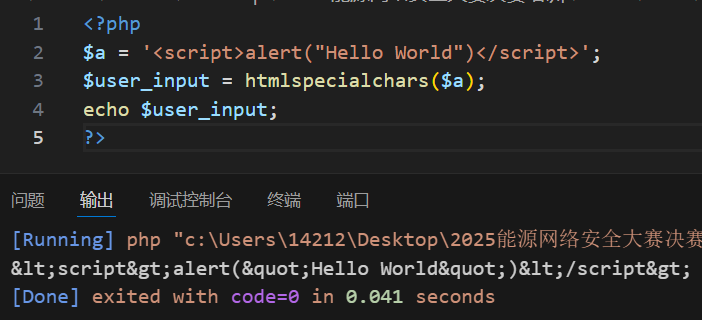 1 <?php
2 $a = '<script>alert("Hello World")</script>';
3 $user_input = htmlspecialchars($a);
4 echo $user_input;
5 ?>
问题 输出 调试控制台 终端 端口
[Running] php "c:\Users\14212\Desktop\2025能源网络安全大赛决赛
&lt;script&gt;alert(&quot;Hello World&quot;)&lt;/script&gt;
[Done] exited with code=0 in 0.041 seconds